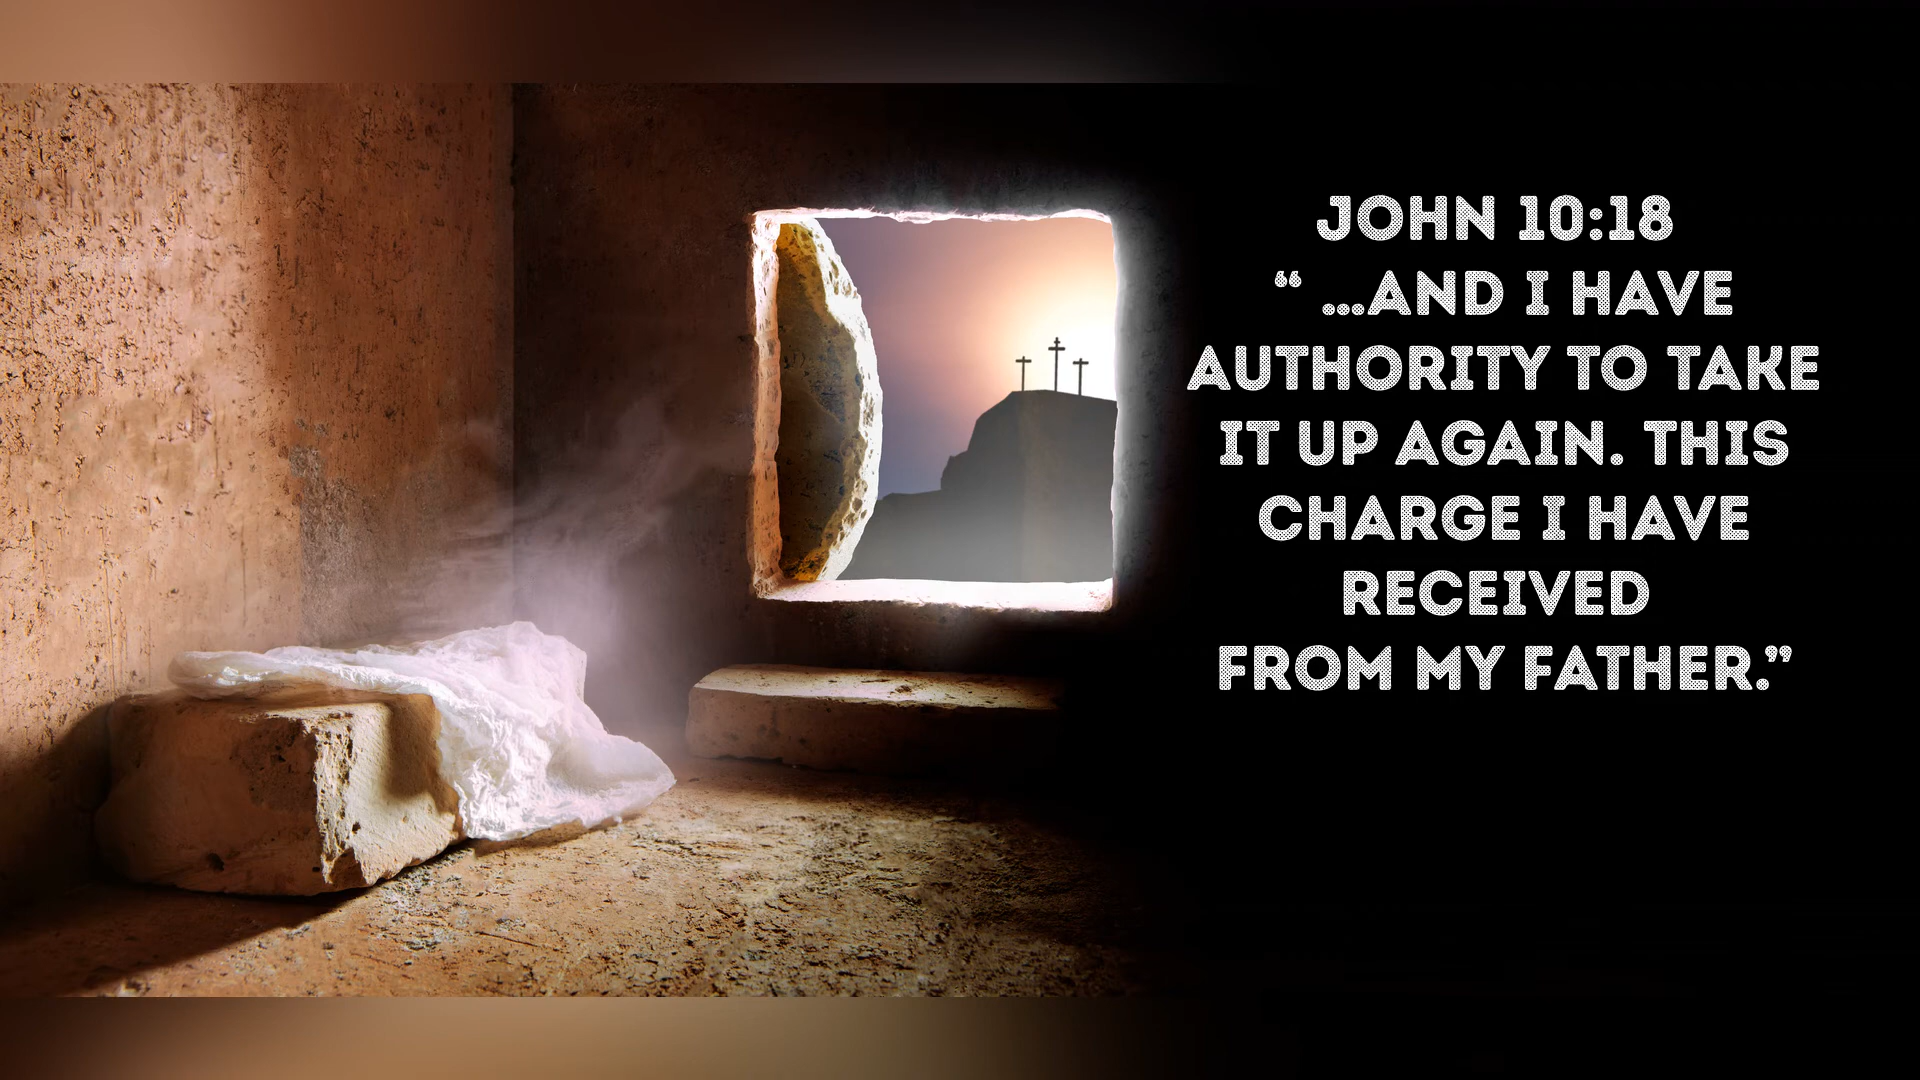 JOHN 10:18
“ ...AND I HAVE
AUTHORITY TO TAKE
IT UP AGAIN. THIS
CHARGE I HAVE
RECEIVED
FROM MY FATHER.”